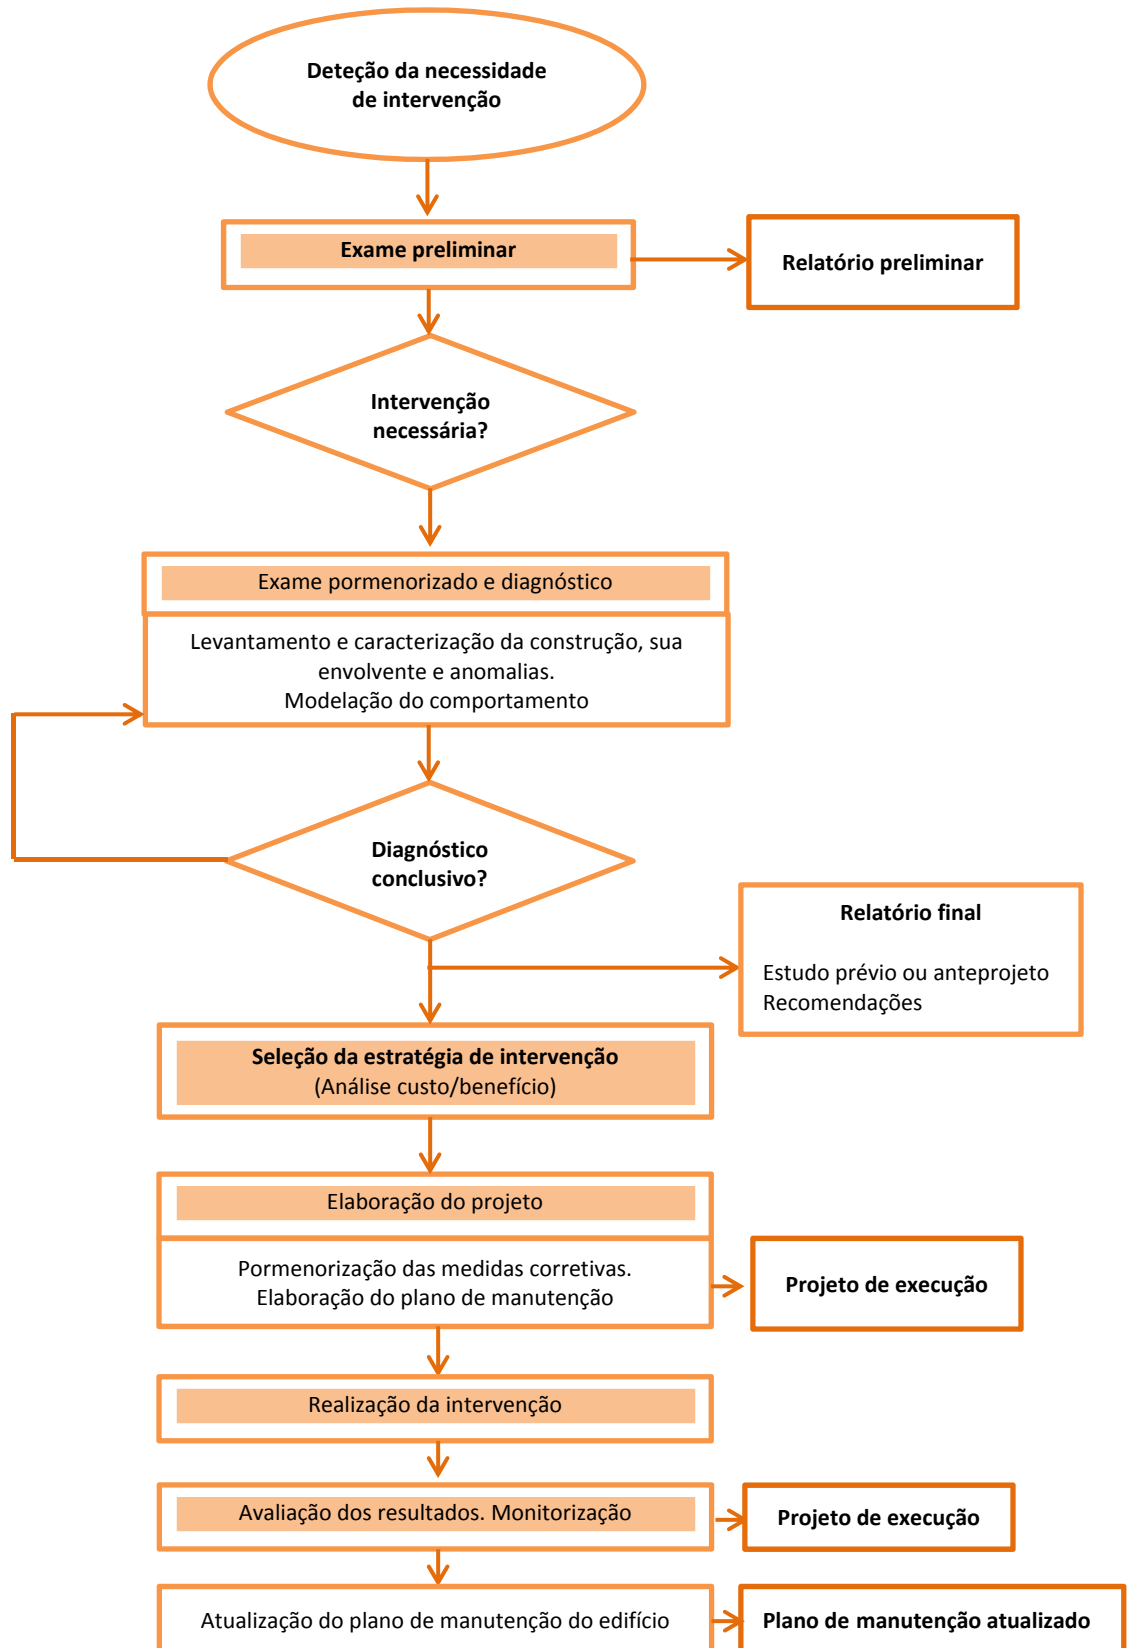 Deteção da necessidade
de intervenção
Exame preliminar
Relatório preliminar
Intervenção
necessária?
Exame pormenorizado e diagnóstico
Levantamento e caracterização da construção, sua
envolvente e anomalias.
Modelação do comportamento
Diagnóstico
conclusivo?
Relatório final
Estudo prévio ou anteprojeto
Recomendações
Seleção da estratégia de intervenção
(Análise custo/benefício)
Elaboração do projeto
Pormenorização das medidas corretivas.
Elaboração do plano de manutenção
Projeto de execução
Realização da intervenção
Avaliação dos resultados. Monitorização
Projeto de execução
Atualização do plano de manutenção do edifício
Plano de manutenção atualizado